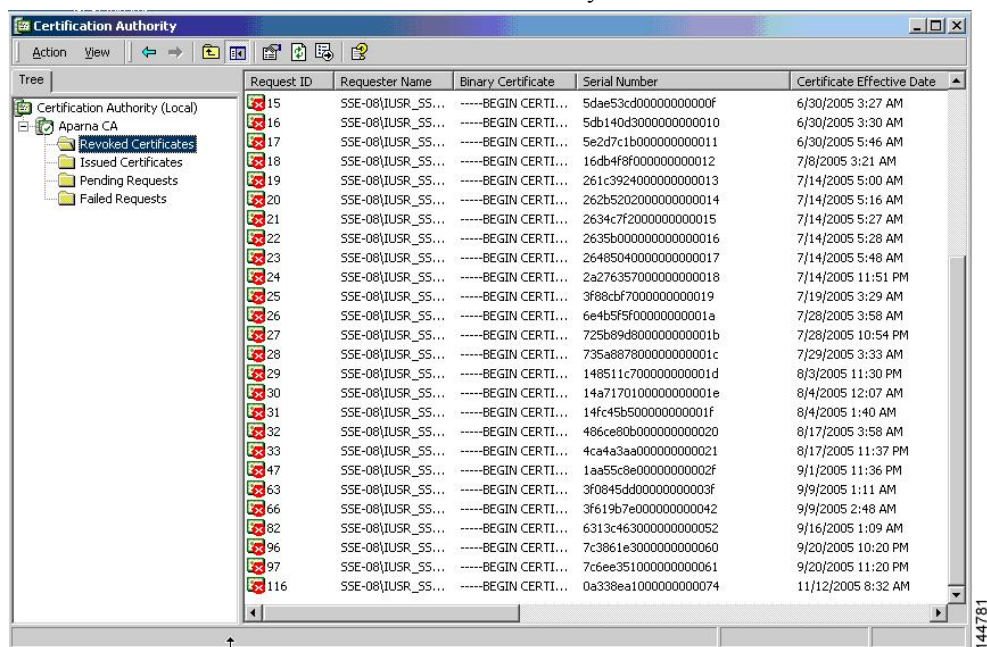 Certification Authority
Action View
Tree
Request ID Requester Name Binary Certificate Serial Number Certificate Effective Date
Certification Authority (Local)
Aparna CA
Revoked Certificates
Issued Certificates
Pending Requests
Failed Requests
15 SSE-08\IUSR_SS... -----BEGIN CERTI... 5dae53cd00000000000f 6/30/2005 3:27 AM
16 SSE-08\IUSR_SS... -----BEGIN CERTI... 5db140d3000000000010 6/30/2005 3:30 AM
17 SSE-08\IUSR_SS... -----BEGIN CERTI... 5e2d7c1b000000000011 6/30/2005 5:46 AM
18 SSE-08\IUSR_SS... -----BEGIN CERTI... 16db4f8f000000000012 7/8/2005 3:21 AM
19 SSE-08\IUSR_SS... -----BEGIN CERTI... 261c3924000000000013 7/14/2005 5:00 AM
20 SSE-08\IUSR_SS... -----BEGIN CERTI... 262b5202000000000014 7/14/2005 5:16 AM
21 SSE-08\IUSR_SS... -----BEGIN CERTI... 2634c7f2000000000015 7/14/2005 5:27 AM
22 SSE-08\IUSR_SS... -----BEGIN CERTI... 2635b000000000000016 7/14/2005 5:28 AM
23 SSE-08\IUSR_SS... -----BEGIN CERTI... 26485040000000000017 7/14/2005 5:48 AM
24 SSE-08\IUSR_SS... -----BEGIN CERTI... 2a276357000000000018 7/14/2005 11:51 PM
25 SSE-08\IUSR_SS... -----BEGIN CERTI... 3f88cbf7000000000019 7/19/2005 3:29 AM
26 SSE-08\IUSR_SS... -----BEGIN CERTI... 6e4b5f5f00000000001a 7/28/2005 3:58 AM
27 SSE-08\IUSR_SS... -----BEGIN CERTI... 725b89d800000000001b 7/28/2005 10:54 PM
28 SSE-08\IUSR_SS... -----BEGIN CERTI... 735a887800000000001c 7/29/2005 3:33 AM
29 SSE-08\IUSR_SS... -----BEGIN CERTI... 148511c700000000001d 8/3/2005 11:30 PM
30 SSE-08\IUSR_SS... -----BEGIN CERTI... 14a7170100000000001e 8/4/2005 12:07 AM
31 SSE-08\IUSR_SS... -----BEGIN CERTI... 14fc45b500000000001f 8/4/2005 1:40 AM
32 SSE-08\IUSR_SS... -----BEGIN CERTI... 486ce80b000000000020 8/17/2005 3:58 AM
33 SSE-08\IUSR_SS... -----BEGIN CERTI... 4ca4a3aa000000000021 8/17/2005 11:37 PM
47 SSE-08\IUSR_SS... -----BEGIN CERTI... 1aa55c8e00000000002f 9/1/2005 11:36 PM
63 SSE-08\IUSR_SS... -----BEGIN CERTI... 3f0845dd00000000003f 9/9/2005 1:11 AM
66 SSE-08\IUSR_SS... -----BEGIN CERTI... 3f619b7e000000000042 9/9/2005 2:48 AM
82 SSE-08\IUSR_SS... -----BEGIN CERTI... 6313c463000000000052 9/16/2005 1:09 AM
96 SSE-08\IUSR_SS... -----BEGIN CERTI... 7c3861e3000000000060 9/20/2005 10:20 PM
97 SSE-08\IUSR_SS... -----BEGIN CERTI... 7c6ee351000000000061 9/20/2005 11:20 PM
116 SSE-08\IUSR_SS... -----BEGIN CERTI... 0a338ea1000000000074 11/12/2005 8:32 AM
144781